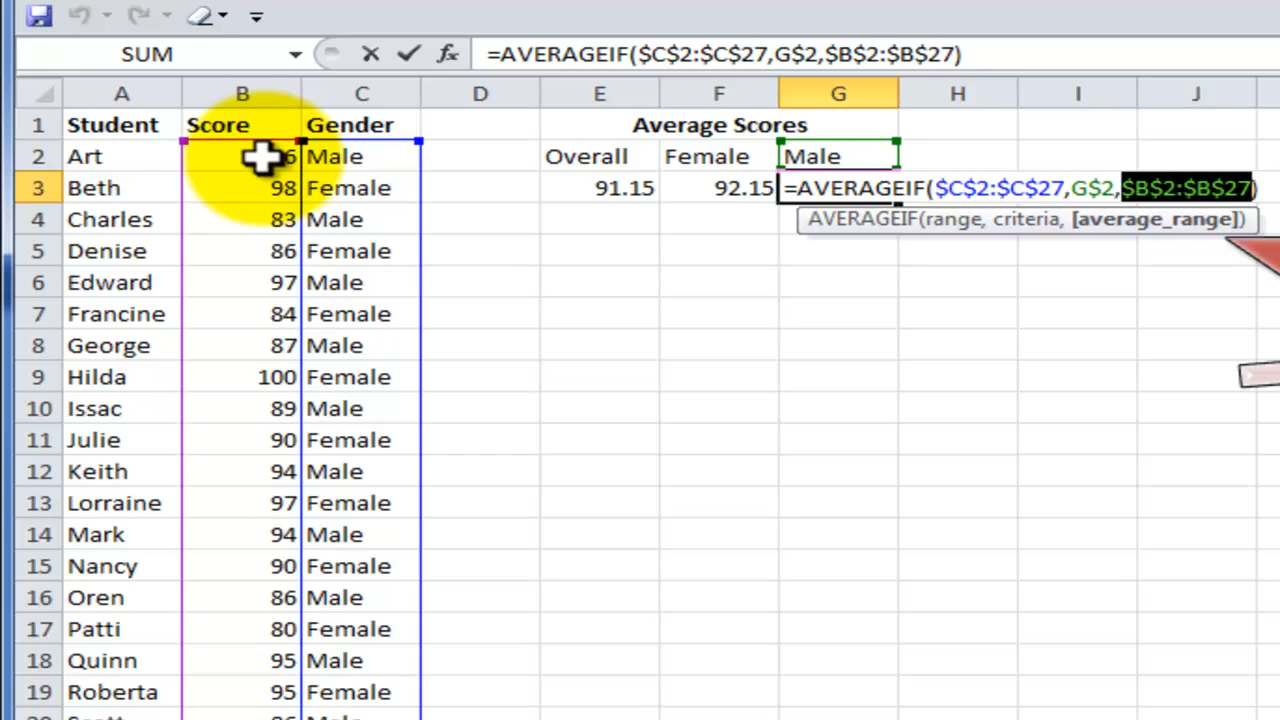 SUM =AVERAGEIF($C$2:$C$27,G$2,$B$2:$B$27)
A B C D E F G H I J
1 Student Score Gender Average Scores
2 Art 6 Male Overall Female Male
3 Beth 98 Female 91.15 92.15 =AVERAGEIF($C$2:$C$27,G$2,$B$2:$B$27)
4 Charles 83 Male AVERAGEIF(range, criteria, [average_range])
5 Denise 86 Female
6 Edward 97 Male
7 Francine 84 Female
8 George 87 Male
9 Hilda 100 Female
10 Issac 89 Male
11 Julie 90 Female
12 Keith 94 Male
13 Lorraine 97 Female
14 Mark 94 Male
15 Nancy 90 Female
16 Oren 86 Male
17 Patti 80 Female
18 Quinn 95 Male
19 Roberta 95 Female